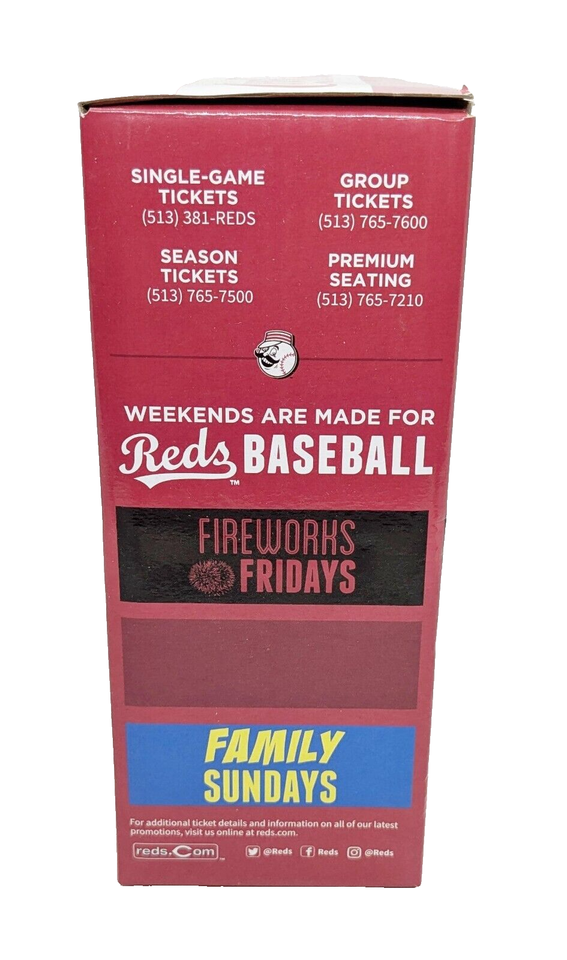 SINGLE-GAME
TICKETS
(513) 381-REDS
GROUP
TICKETS
(513) 765-7600
SEASON
TICKETS
(513) 765-7500
PREMIUM
SEATING
(513) 765-7210
WEEKENDS ARE MADE FOR
Reds BASEBALL
™
FIREWORKS
FRIDAYS
FAMILY
SUNDAYS
For additional ticket details and information on all of our latest
promotions, visit us online at reds.com.
reds.Com ™ @Reds Reds @Reds